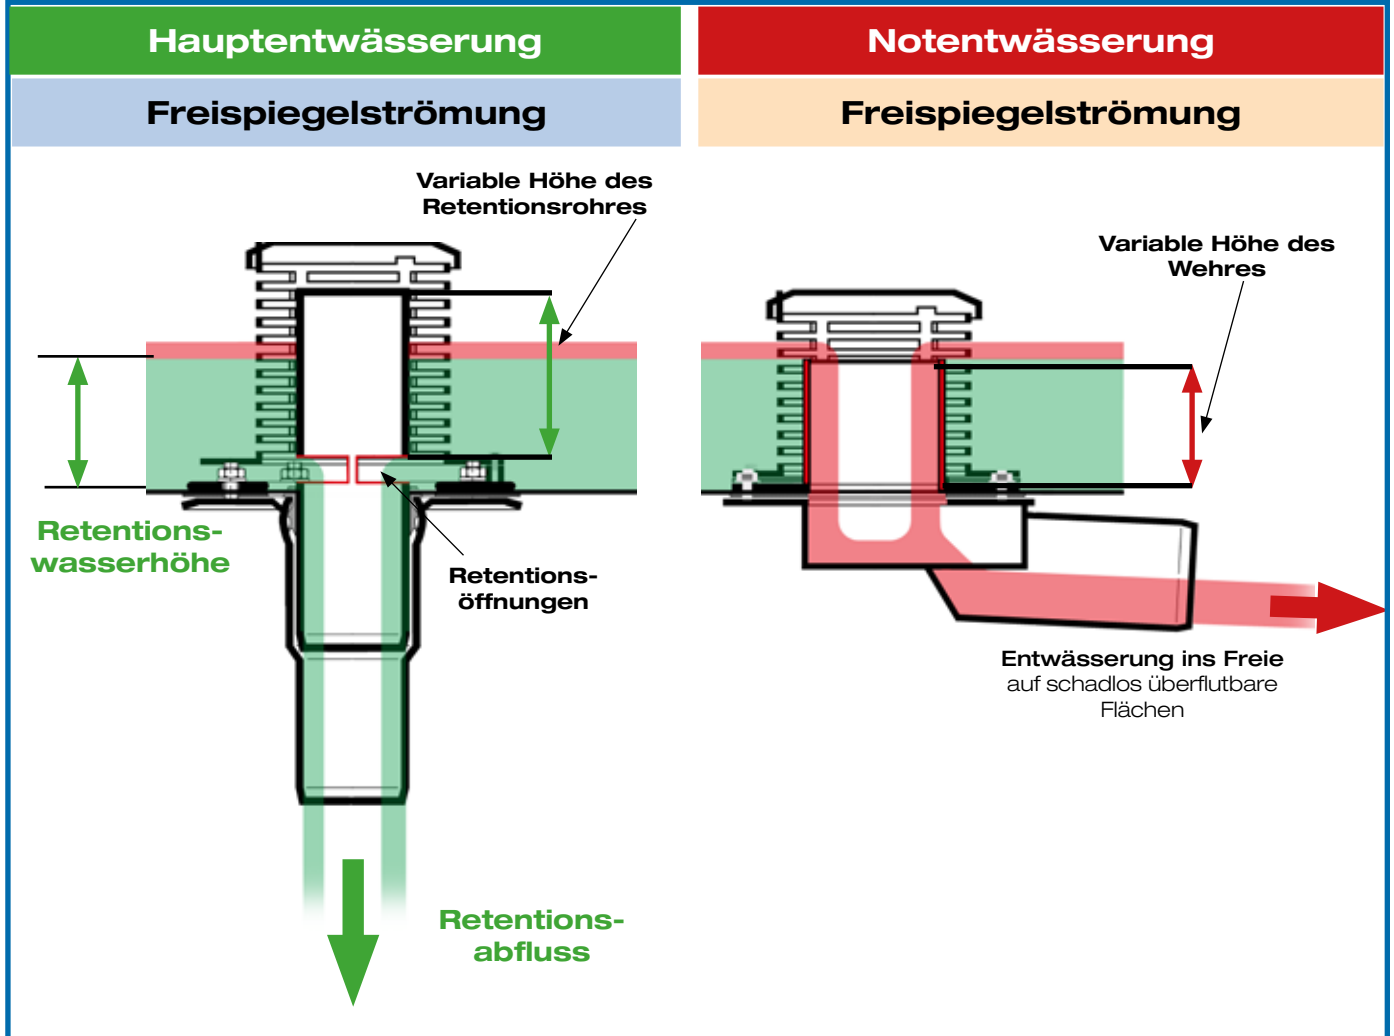 Hauptentwässerung
Freispiegelströmung
Variable Höhe des
Retentionsrohres
Retentions-
wasserhöhe
Retentions-
öffnungen
Retentions-
abfluss
Notentwässerung
Freispiegelströmung
Variable Höhe des
Wehres
Entwässerung ins Freie
auf schadlos überflutbare
Flächen